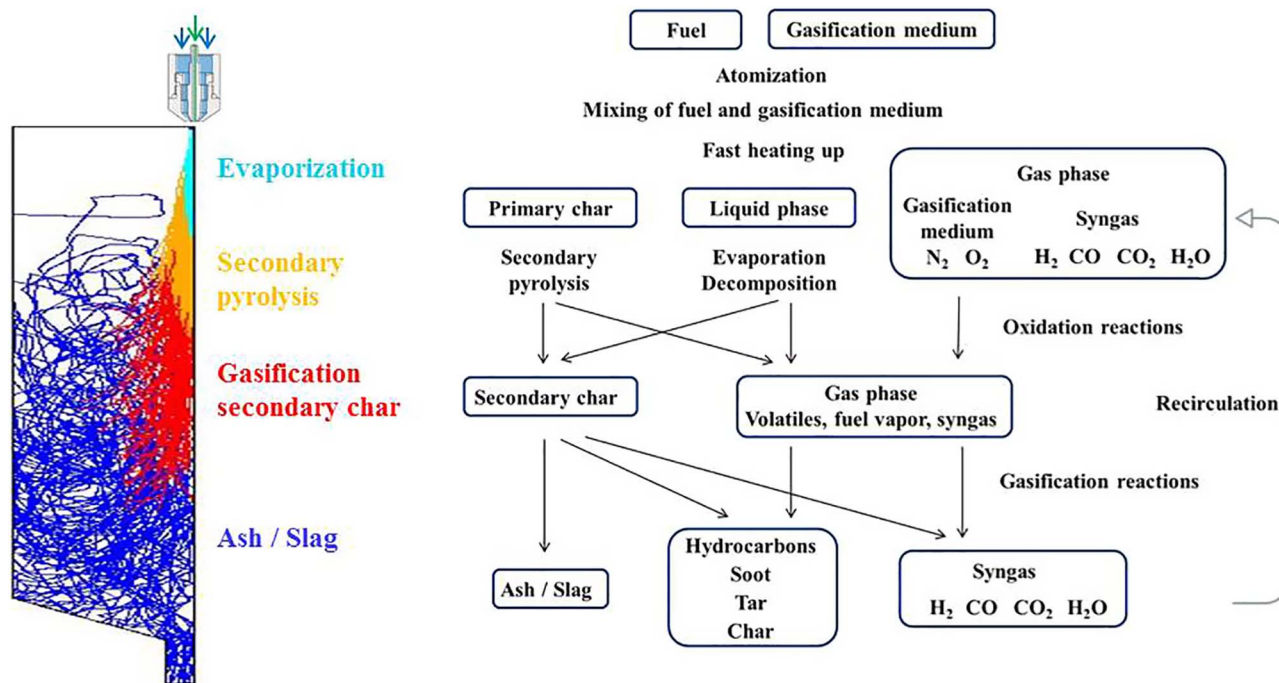 Evaporization
Secondary
pyrolysis
Gasification
secondary char
Ash / Slag
Fuel
Gasification medium
Atomization
Mixing of fuel and gasification medium
Fast heating up
Primary char
Liquid phase
Gas phase
Gasification
medium
N₂ O₂
Syngas
H₂ CO CO₂ H₂O
Secondary
pyrolysis
Evaporation
Decomposition
Oxidation reactions
Secondary char
Gas phase
Volatiles, fuel vapor, syngas
Recirculation
Gasification reactions
Ash / Slag
Hydrocarbons
Soot
Tar
Char
Syngas
H₂ CO CO₂ H₂O